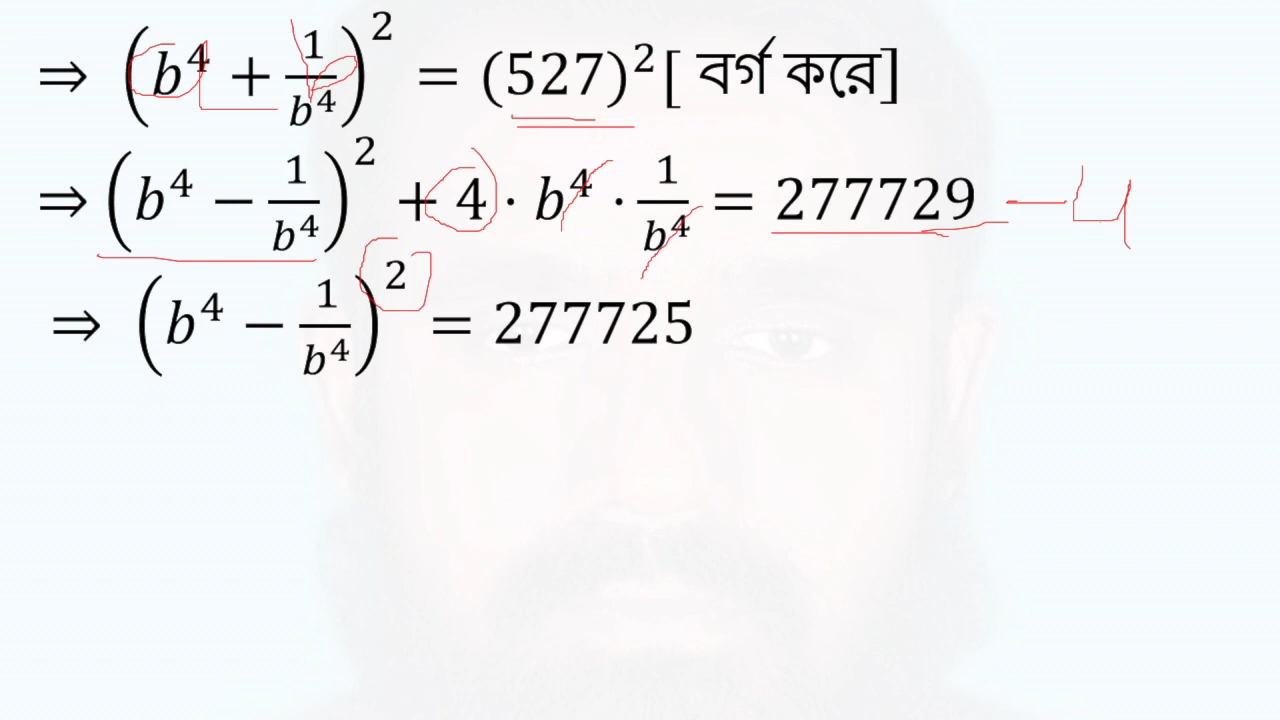 ⇒ (b⁴ + 1/b⁴)² = (527)² [ বর্গ করে]
⇒ (b⁴ − 1/b⁴)² + 4 · b⁴ · 1/b⁴ = 277729 − 4
⇒ (b⁴ − 1/b⁴)² = 277725